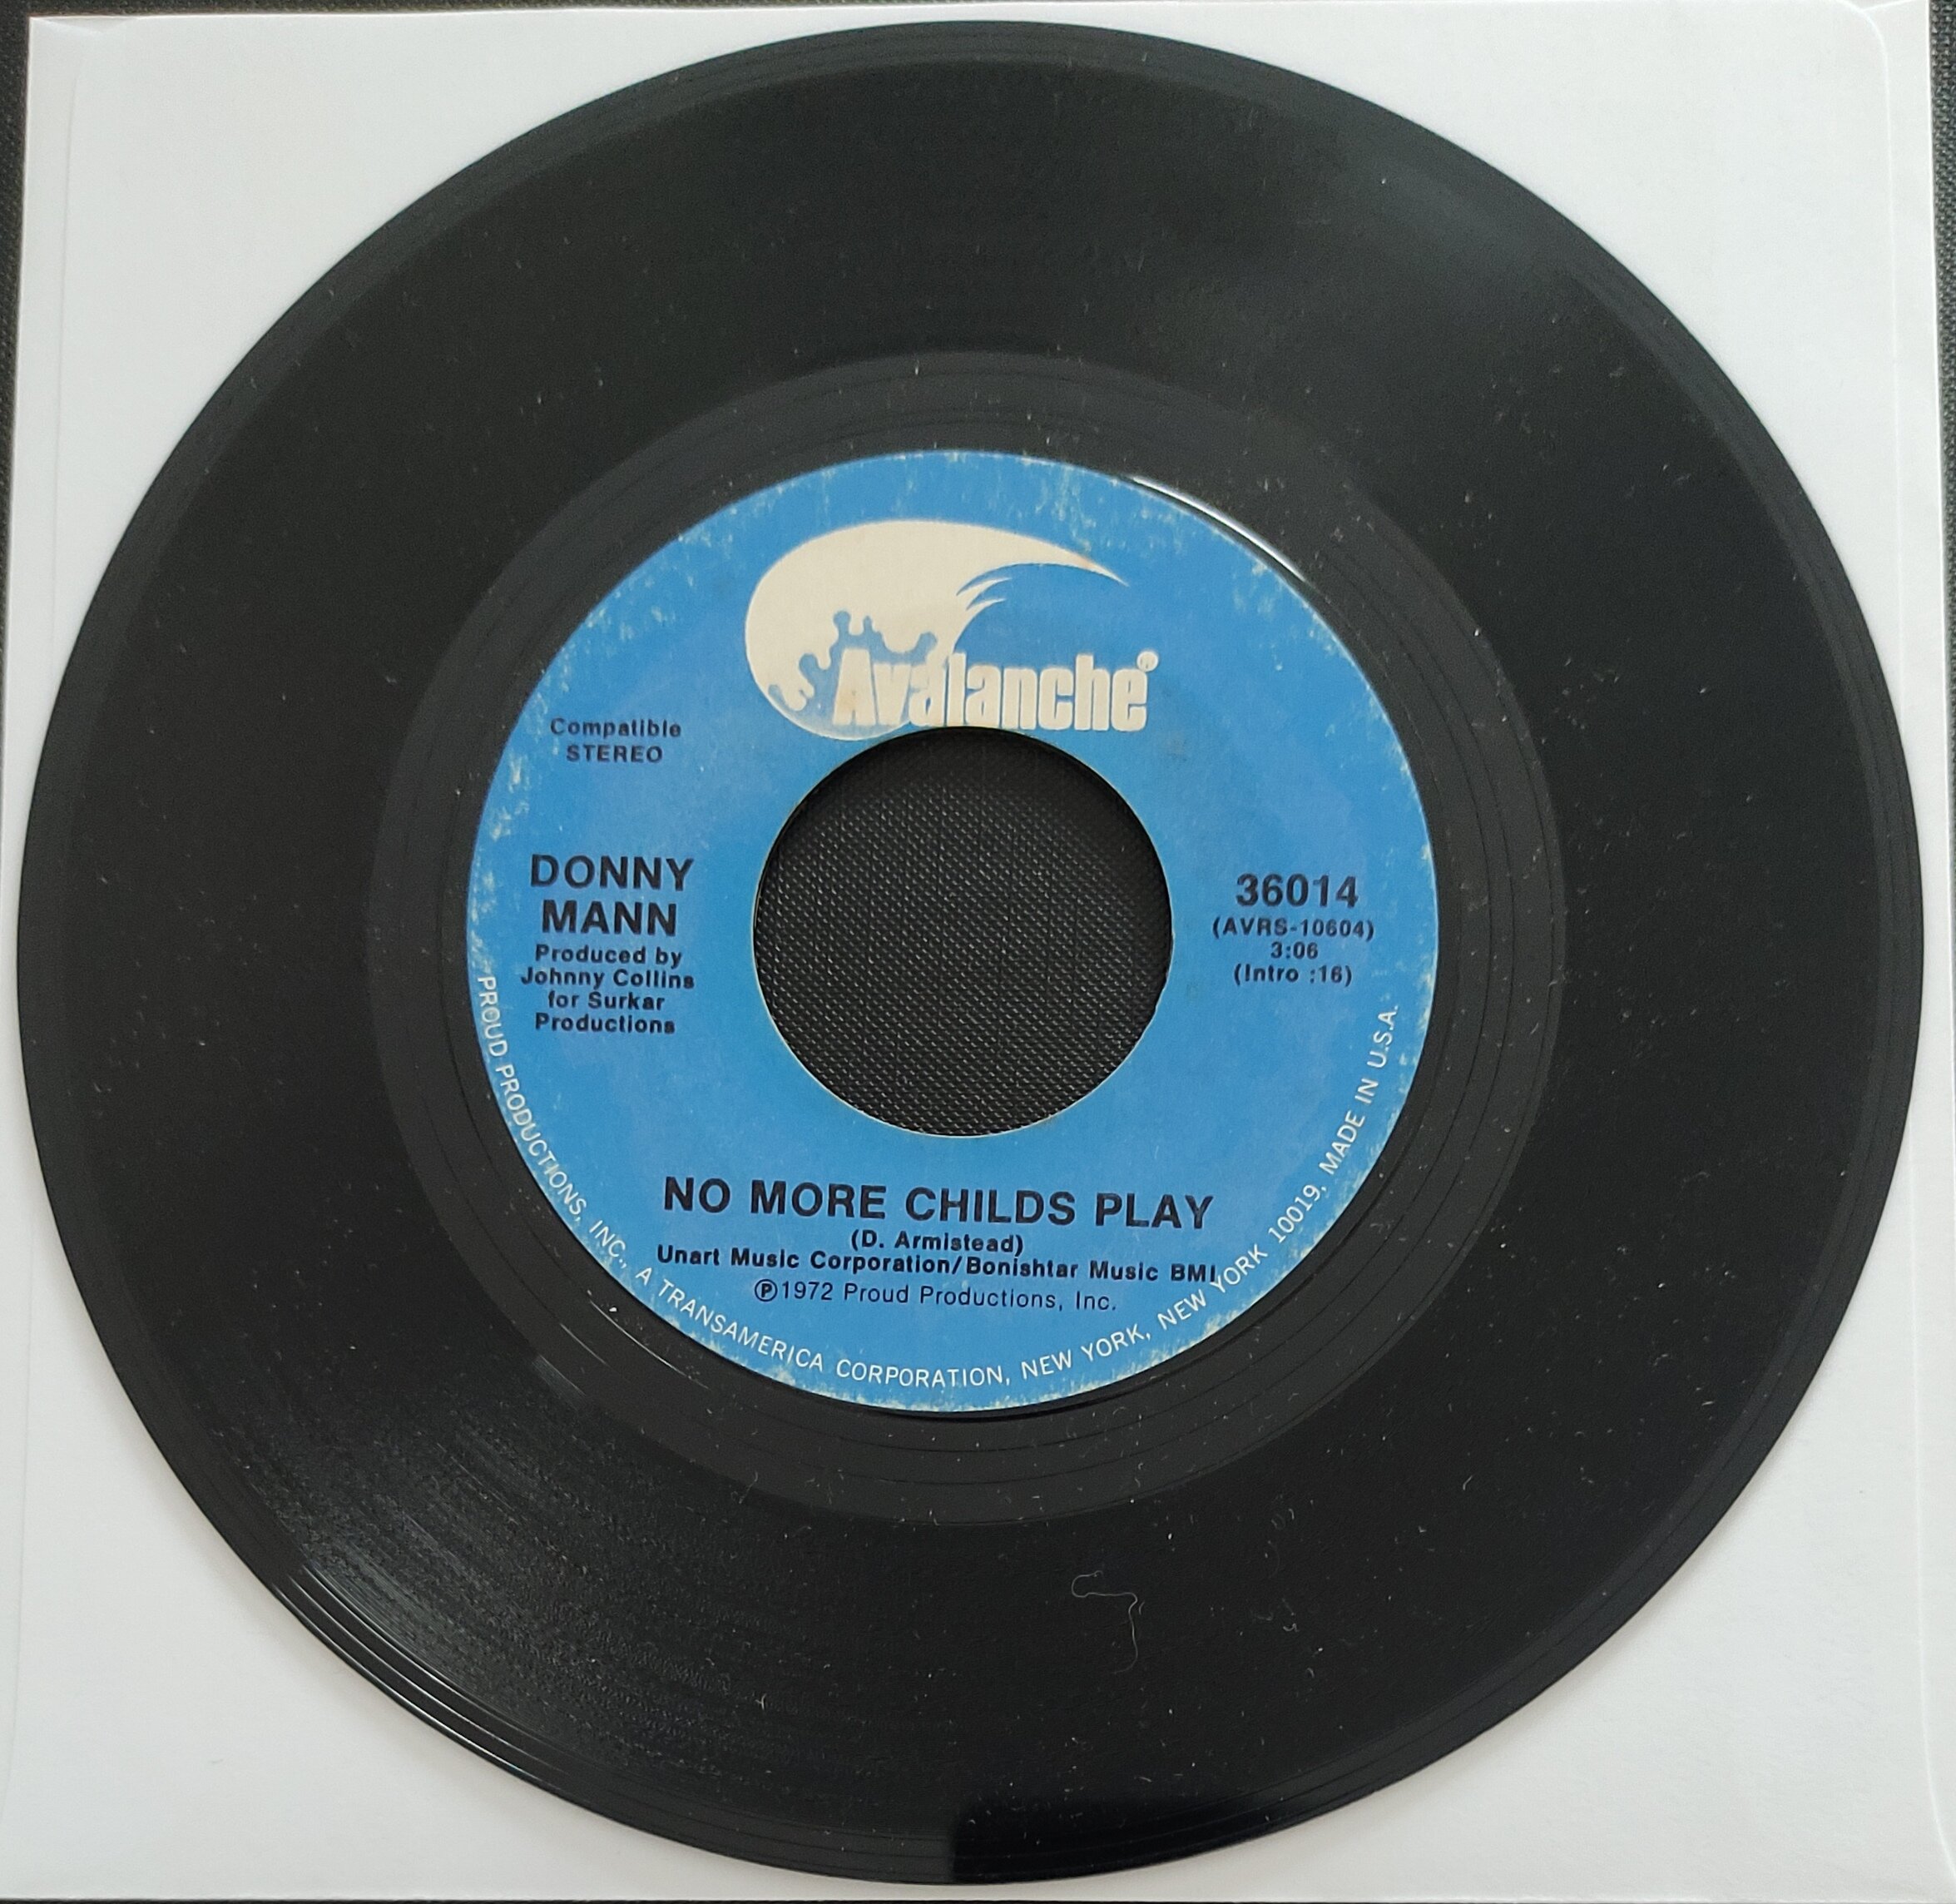 Avalanche®
Compatible
STEREO
DONNY
MANN
Produced by
Johnny Collins
for Surkar
Productions
36014
(AVRS-10604)
3:06
(Intro :16)
NO MORE CHILDS PLAY
(D. Armistead)
Unart Music Corporation/Bonishtar Music BMI
℗1972 Proud Productions, Inc.
PROUD PRODUCTIONS, INC., A TRANSAMERICA CORPORATION, NEW YORK, NEW YORK 10019, MADE IN U.S.A.